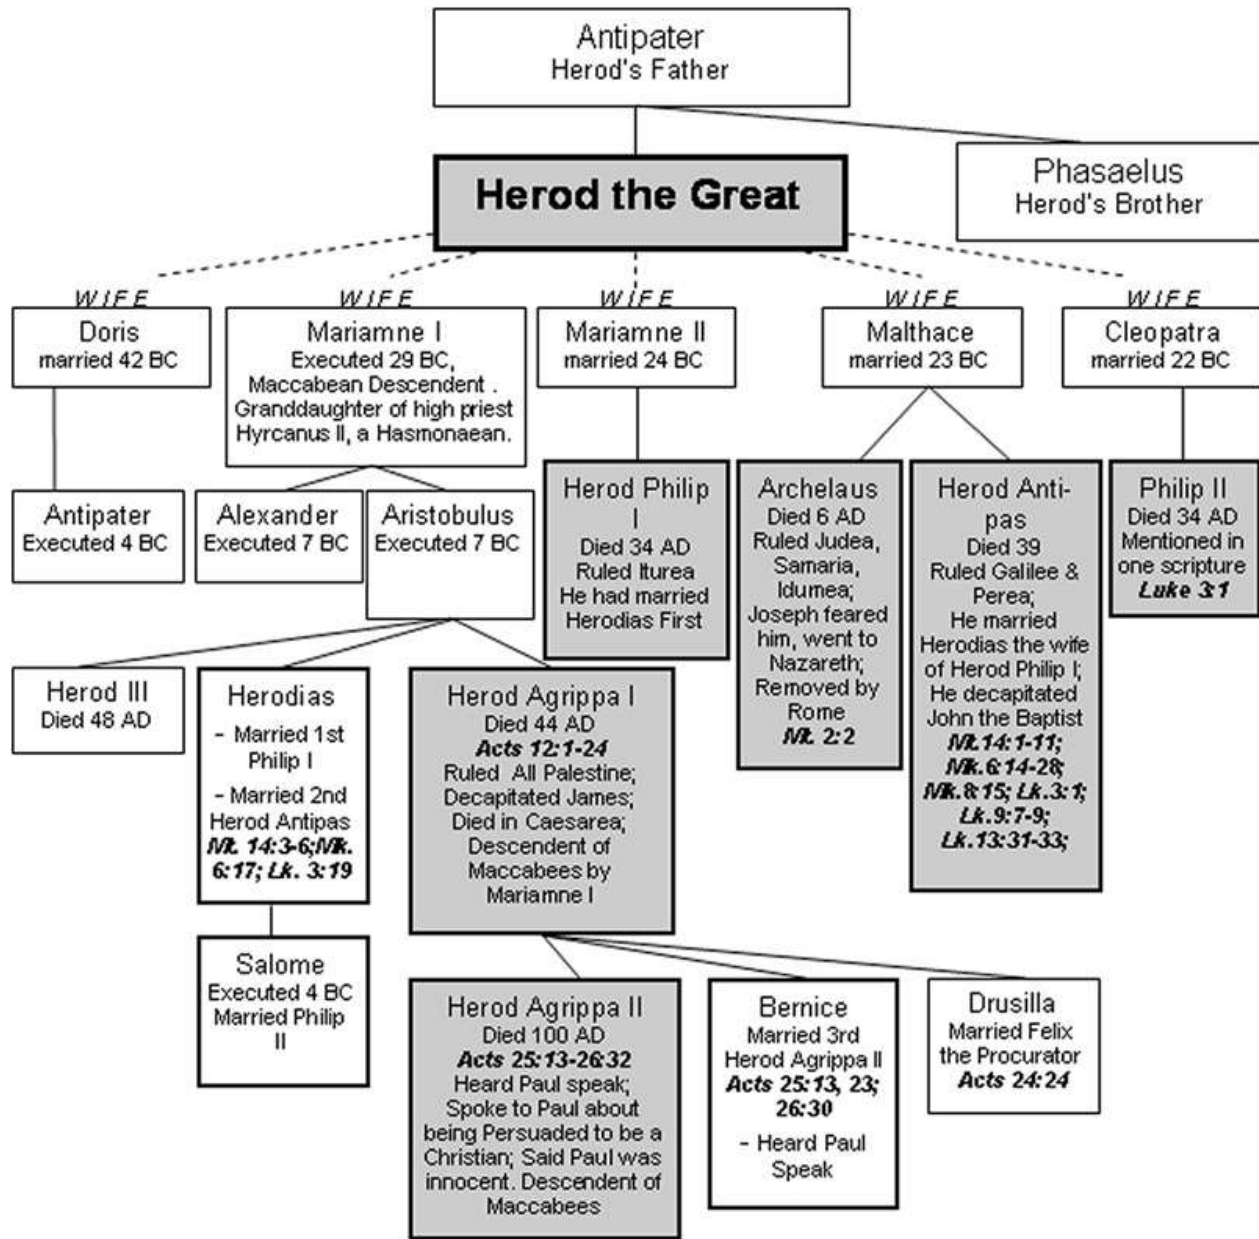 Antipater
Herod's Father
Herod the Great
Phasaelus
Herod's Brother
WIFE
Doris
married 42 BC
WIFE
Mariamne I
Executed 29 BC,
Maccabean Descendent .
Granddaughter of high priest
Hyrcanus II, a Hasmonaean.
WIFE
Mariamne II
married 24 BC
WIFE
Malthace
married 23 BC
WIFE
Cleopatra
married 22 BC
Antipater
Executed 4 BC
Alexander
Executed 7 BC
Aristobulus
Executed 7 BC
Herod Philip
I
Died 34 AD
Ruled Iturea
He had married
Herodias First
Archelaus
Died 6 AD
Ruled Judea,
Samaria,
Idumea;
Joseph feared
him, went to
Nazareth;
Removed by
Rome
Mt. 2:2
Herod Anti-
pas
Died 39
Ruled Galilee &
Perea;
He married
Herodias the wife
of Herod Philip I;
He decapitated
John the Baptist
Mt.14:1-11;
Mk.6:14-28;
Mk.8:15; Lk.3:1;
Lk.9:7-9;
Lk.13:31-33;
Philip II
Died 34 AD
Mentioned in
one scripture
Luke 3:1
Herod III
Died 48 AD
Herodias
- Married 1st
Philip I
- Married 2nd
Herod Antipas
Mt. 14:3-6;Mk.
6:17; Lk. 3:19
Herod Agrippa I
Died 44 AD
Acts 12:1-24
Ruled All Palestine;
Decapitated James;
Died in Caesarea;
Descendent of
Maccabees by
Mariamne I
Salome
Executed 4 BC
Married Philip
II
Herod Agrippa II
Died 100 AD
Acts 25:13-26:32
Heard Paul speak;
Spoke to Paul about
being Persuaded to be a
Christian; Said Paul was
innocent. Descendent of
Maccabees
Bernice
Married 3rd
Herod Agrippa II
Acts 25:13, 23;
26:30
- Heard Paul
Speak
Drusilla
Married Felix
the Procurator
Acts 24:24